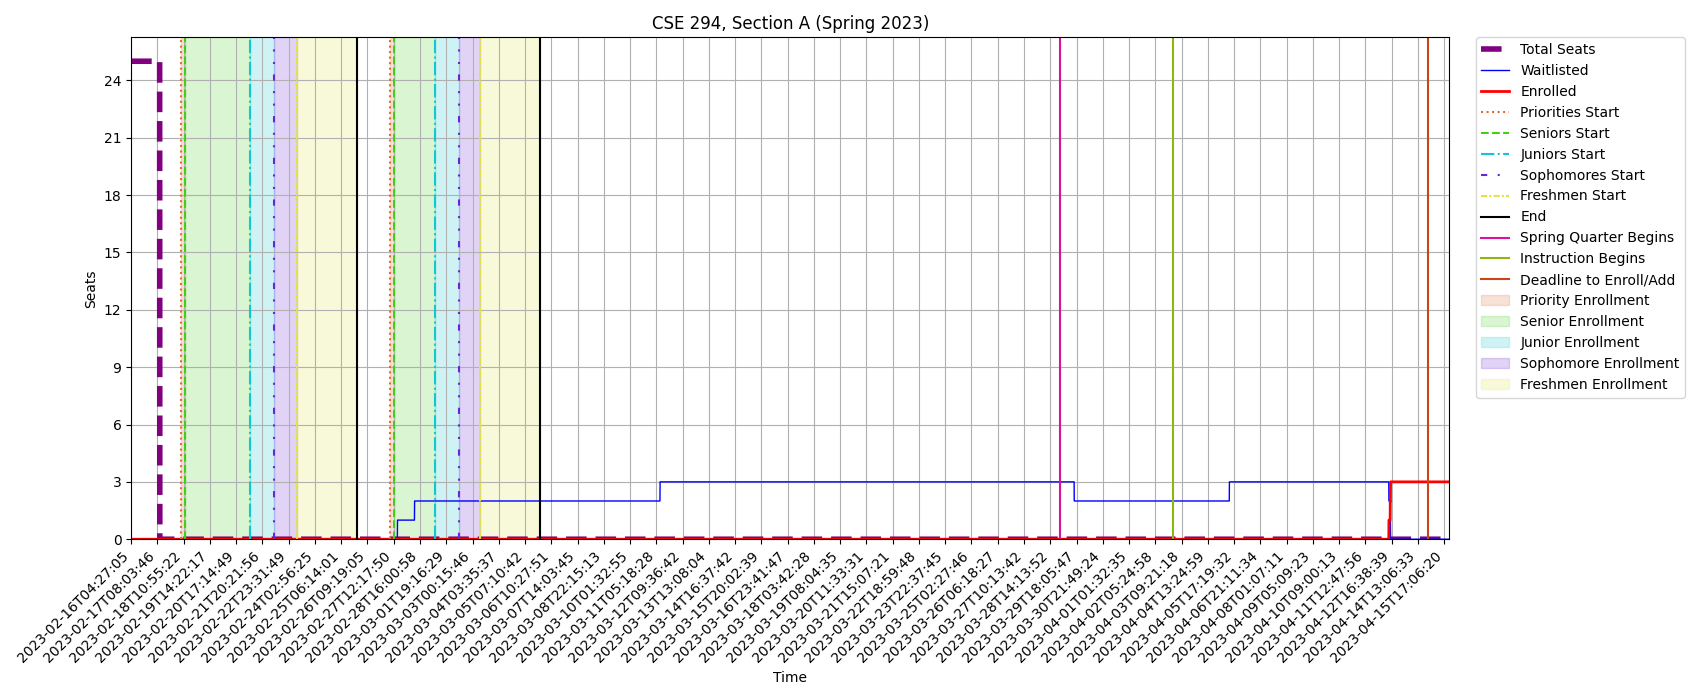 CSE 294, Section A (Spring 2023)
Total Seats
Waitlisted
Enrolled
Priorities Start
Seniors Start
Juniors Start
Sophomores Start
Freshmen Start
End
Spring Quarter Begins
Instruction Begins
Deadline to Enroll/Add
Priority Enrollment
Senior Enrollment
Junior Enrollment
Sophomore Enrollment
Freshmen Enrollment
Seats
24
21
18
15
12
9
6
3
0
2023-02-16T04:27:05
2023-02-17T08:03:46
2023-02-18T10:55:22
2023-02-19T14:22:17
2023-02-20T17:14:49
2023-02-21T20:21:56
2023-02-22T23:31:49
2023-02-24T02:56:25
2023-02-25T06:14:01
2023-02-26T09:19:05
2023-02-27T12:17:50
2023-02-28T16:00:58
2023-03-01T19:16:29
2023-03-03T00:15:46
2023-03-04T03:35:37
2023-03-05T07:10:42
2023-03-06T10:27:51
2023-03-07T14:03:45
2023-03-08T22:15:13
2023-03-10T01:32:55
2023-03-11T05:18:28
2023-03-12T09:36:42
2023-03-13T13:08:04
2023-03-14T16:37:42
2023-03-15T20:02:39
2023-03-16T23:41:47
2023-03-18T03:42:28
2023-03-19T08:04:35
2023-03-20T11:33:31
2023-03-21T15:07:21
2023-03-22T18:59:48
2023-03-23T22:37:45
2023-03-25T02:27:46
2023-03-26T06:18:27
2023-03-27T10:13:42
2023-03-28T14:13:52
2023-03-29T18:05:47
2023-03-30T21:49:24
2023-04-01T01:32:35
2023-04-02T05:24:58
2023-04-03T09:21:18
2023-04-04T13:24:59
2023-04-05T17:19:32
2023-04-06T21:11:34
2023-04-08T01:07:11
2023-04-09T05:09:23
2023-04-10T09:00:13
2023-04-11T12:47:56
2023-04-12T16:38:39
2023-04-14T13:06:33
2023-04-15T17:06:20
Time